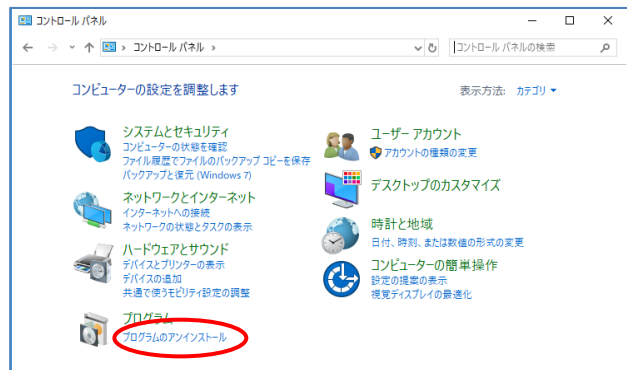 コントロール パネル
コントロール パネル
コントロール パネルの検索
コンピューターの設定を調整します
表示方法: カテゴリ
システムとセキュリティ
コンピューターの状態を確認
ファイル履歴でファイルのバックアップ コピーを保存
バックアップと復元 (Windows 7)
ネットワークとインターネット
インターネットへの接続
ネットワークの状態とタスクの表示
ハードウェアとサウンド
デバイスとプリンターの表示
デバイスの追加
共通で使うモビリティ設定の調整
プログラム
プログラムのアンインストール
ユーザー アカウント
アカウントの種類の変更
デスクトップのカスタマイズ
時計と地域
日付、時刻、または数値の形式の変更
コンピューターの簡単操作
設定の提案の表示
視覚ディスプレイの最適化